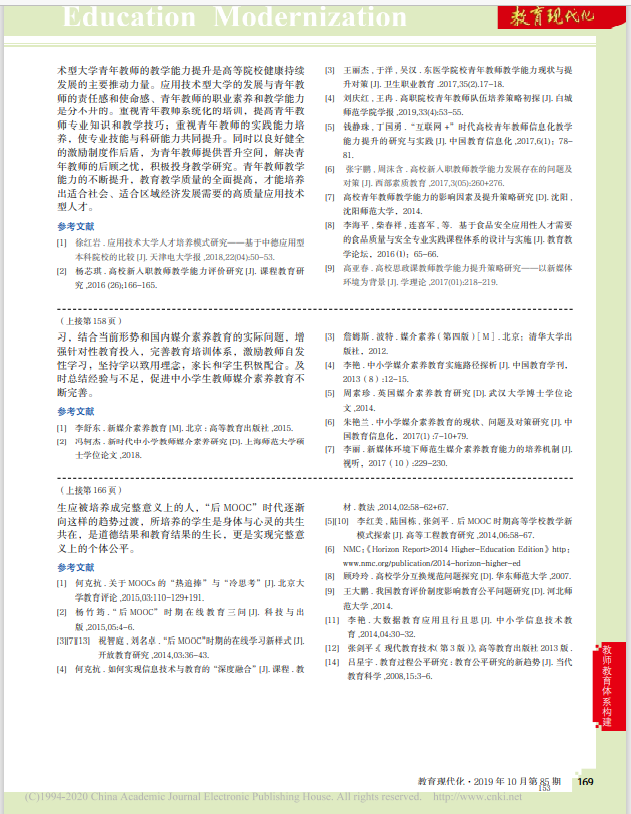 Education Modernization
教育现代化
术型大学青年教师的教学能力提升是高等院校健康持续
发展的主要推动力量。应用技术型大学的发展与青年教
师的责任感和使命感、青年教师的职业素养和教学能力
是分不开的。重视青年教师系统化的培训，提高青年教
师专业知识和教学技巧；重视青年教师的实践能力培
养，使专业技能与科研能力共同提升。同时以良好健全
的激励制度作后盾，为青年教师提供晋升空间，解决青
年教师的后顾之忧，积极投身教学研究。青年教师教学
能力的不断提升，教育教学质量的全面提高，才能培养
出适合社会、适合区域经济发展需要的高质量应用技术
型人才。
参考文献
[1] 徐红岩 . 应用技术大学人才培养模式研究——基于中德应用型
本科院校的比较 [J]. 天津电大学报 ,2018,22(04):50-53.
[2] 杨芯琪 . 高校新入职教师教学能力评价研究 [J]. 课程教育研
究 ,2016 (26);166-165.
[3] 王丽杰 , 于洋 , 吴汉 . 东医学院校青年教师教学能力现状与提
升对策 [J]. 卫生职业教育 .2017,35(2).17-18.
[4] 刘庆红 , 王冉 . 高职院校青年教师队伍培养策略初探 [J]. 白城
师范学院学报 ,2019,33(4):53-55.
[5] 钱静珠 , 丁国勇 . “互联网 +” 时代高校青年教师信息化教学
能力提升的研究与实践 [J]. 中国教育信息化 ,2017,6(1)；78-
81.
[6] 张宇鹏 , 周沫含 . 高校新入职教师教学能力发展存在的问题及
对策 [J]. 西部素质教育 ,2017,3(05):260+276.
[7] 高校青年教师教学能力的影响因素及提升策略研究 [D]. 沈阳 ,
沈阳师范大学，2014.
[8] 李海平 , 柴春祥 , 连喜军 , 等 . 基于食品安全应用性人才需要
的食品质量与安全专业实践课程体系的设计与实施 [J]. 教育教
学论坛，2016 (1)；65-66.
[9] 高亚春 . 高校思政课教师教学能力提升策略研究——以新媒体
环境为背景 [J]. 学理论 ,2017(01):218-219.
（上接第 158 页）
习，结合当前形势和国内媒介素养教育的实际问题，增
强针对性教育投入，完善教育培训体系，激励教师自发
性学习，坚持学以致用理念，家长和学生积极配合。及
时总结经验与不足，促进中小学生教师媒介素养教育不
断完善。
参考文献
[1] 李舒东 . 新媒介素养教育 [M]. 北京 : 高等教育出版社 ,2015.
[2] 冯柯杰 . 新时代中小学教师媒介素养研究 [D]. 上海师范大学硕
士学位论文 ,2018.
[3] 詹姆斯 . 波特 . 媒介素养（第四版）[ M ] . 北京；清华大学出
版社，2012.
[4] 李艳 . 中小学媒介素养教育实施路径探析 [J]. 中国教育学刊，
2013（8）:12-15.
[5] 周素珍 . 英国媒介素养教育研究 [D]. 武汉大学博士学位论
文 ,2014.
[6] 朱艳兰 . 中小学媒介素养教育的现状、问题及对策研究 [J]. 中
国教育信息化，2017(1) :7-10+79.
[7] 李丽 . 新媒体环境下师范生媒介素养教育能力的培养机制 [J].
视听，2017（10）:229-230.
（上接第 166 页）
生应被培养成完整意义上的人，“后 MOOC” 时代逐渐
向这样的趋势过渡，所培养的学生是身体与心灵的共生
共在，是道德结果和教育结果的生长，更是实现完整意
义上的个体公平。
参考文献
[1] 何克抗 . 关于 MOOCs 的 “热追捧” 与 “冷思考” [J]. 北京大
学教育评论 ,2015,03:110-129+191.
[2] 杨竹筠 . “后 MOOC” 时期在线教育三问 [J]. 科技与出
版 ,2015,05:4-6.
[3][7][13] 祝智庭 , 刘名卓 . “后 MOOC”时期的在线学习新样式 [J].
开放教育研究 ,2014,03:36-43.
[4] 何克抗 . 如何实现信息技术与教育的 “深度融合” [J]. 课程 . 教
材 . 教法 ,2014,02:58-62+67.
[5][10] 李红美 , 陆国栋 , 张剑平 . 后 MOOC 时期高等学校教学新
模式探索 [J]. 高等工程教育研究 ,2014,06:58-67.
[6] NMC；《Horizon Report>2014 Higher-Education Edition》 http；
www.nmc.org/publication/2014-horizon-higher-ed
[8] 顾玲玲 . 高校学分互换规范问题探究 [D]. 华东师范大学 ,2007.
[9] 王大鹏 . 我国教育评价制度影响教育公平问题研究 [D]. 河北师
范大学 ,2014.
[11] 李艳 . 大数据教育应用且行且思 [J]. 中小学信息技术教
育 ,2014,04:30-32.
[12] 张剑平 .《 现代教育技术( 第 3 版 )》. 高等教育出版社 2013 版 .
[14] 吕星宇 . 教育过程公平研究 : 教育公平研究的新趋势 [J]. 当代
教育科学 ,2008,15:3-6.
教师教育体系构建
教育现代化 · 2019 年 10 月第 85 期 169
153
(C)1994-2020 China Academic Journal Electronic Publishing House. All rights reserved. http://www.cnki.net